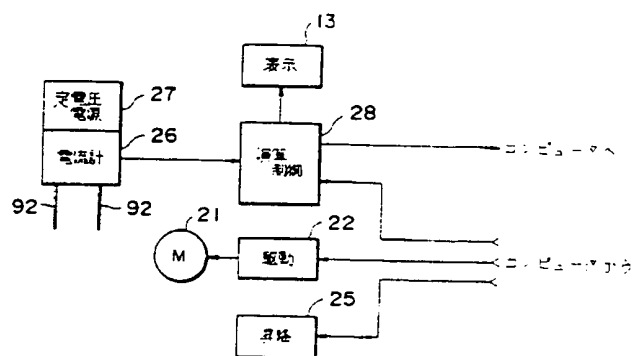 13
表示
定電圧
電源
27
26
電流計
28
演算
制御
コンピュータへ
92
92
21
M
22
駆動
コンピュータから
25
昇降